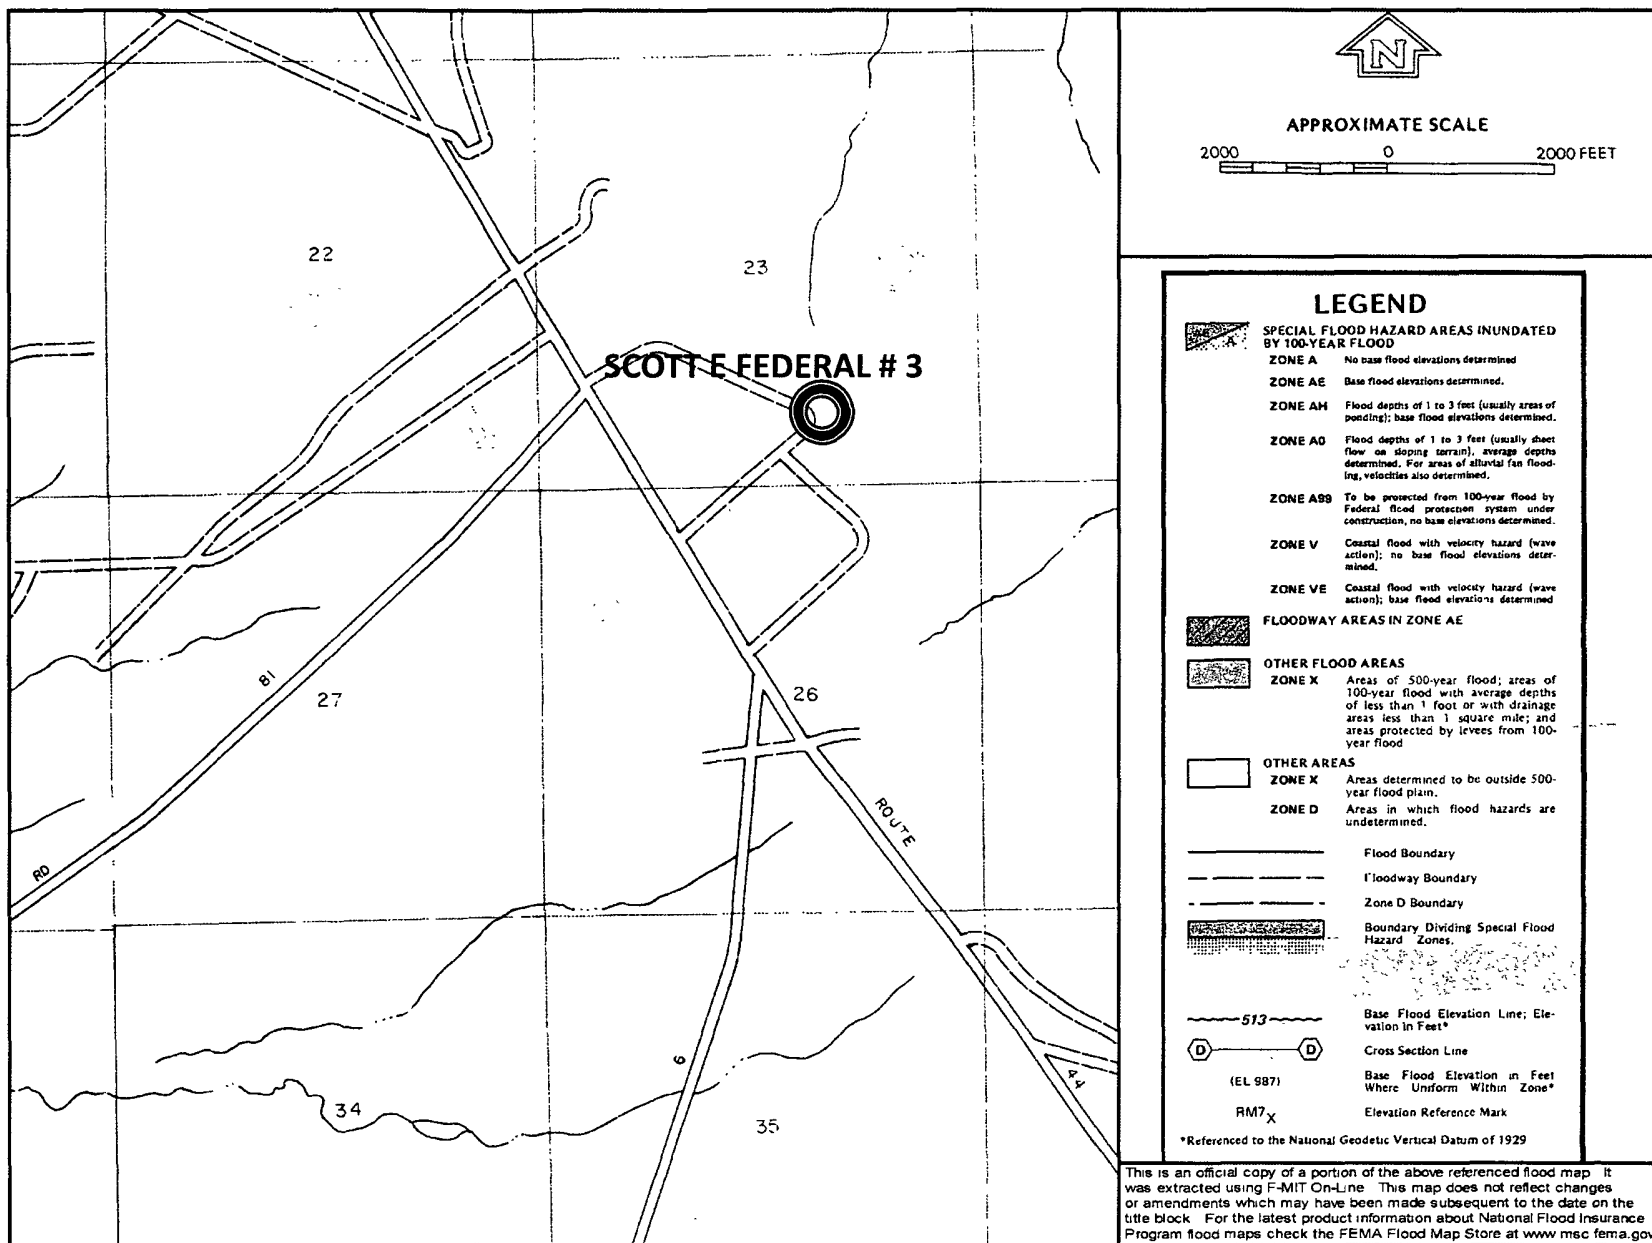 22
23
SCOTT E FEDERAL # 3
27
26
81
RD
ROUTE
6
44
34
35
N
APPROXIMATE SCALE
2000 0 2000 FEET
LEGEND
SPECIAL FLOOD HAZARD AREAS INUNDATED
BY 100-YEAR FLOOD
ZONE A No base flood elevations determined
ZONE AE Base flood elevations determined.
ZONE AH Flood depths of 1 to 3 feet (usually areas of
ponding); base flood elevations determined.
ZONE AO Flood depths of 1 to 3 feet (usually sheet
flow on sloping terrain), average depths
determined. For areas of alluvial fan flood-
ing, velocities also determined.
ZONE A99 To be protected from 100-year flood by
Federal flood protection system under
construction, no base elevations determined.
ZONE V Coastal flood with velocity hazard (wave
action); no base flood elevations deter-
mined.
ZONE VE Coastal flood with velocity hazard (wave
action); base flood elevations determined
FLOODWAY AREAS IN ZONE AE
OTHER FLOOD AREAS
ZONE X Areas of 500-year flood; areas of
100-year flood with average depths
of less than 1 foot or with drainage
areas less than 1 square mile; and
areas protected by levees from 100-
year flood
OTHER AREAS
ZONE X Areas determined to be outside 500-
year flood plain.
ZONE D Areas in which flood hazards are
undetermined.
Flood Boundary
Floodway Boundary
Zone D Boundary
Boundary Dividing Special Flood
Hazard Zones.
513 Base Flood Elevation Line; Ele-
vation in Feet*
D D Cross Section Line
(EL 987) Base Flood Elevation in Feet
Where Uniform Within Zone*
RM7X Elevation Reference Mark
*Referenced to the National Geodetic Vertical Datum of 1929
This is an official copy of a portion of the above referenced flood map It
was extracted using F-MIT On-Line This map does not reflect changes
or amendments which may have been made subsequent to the date on the
title block For the latest product information about National Flood Insurance
Program flood maps check the FEMA Flood Map Store at www msc fema.gov